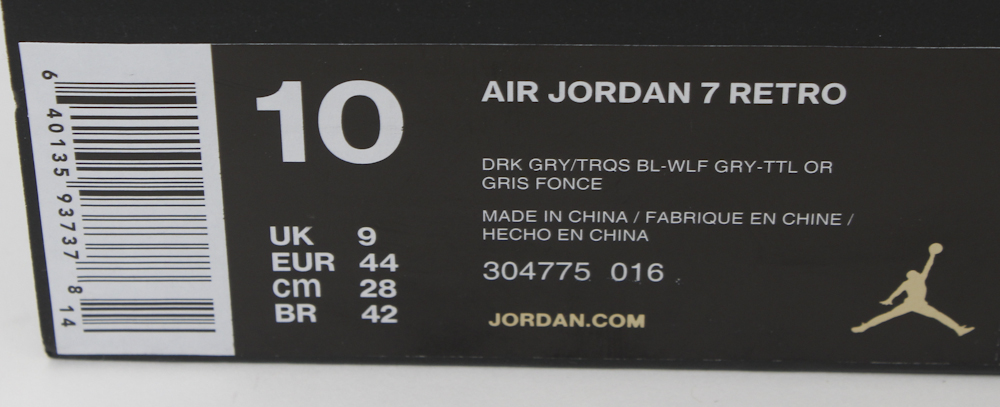 6 40135 93737 8 14
10
UK 9
EUR 44
cm 28
BR 42
AIR JORDAN 7 RETRO
DRK GRY/TRQS BL-WLF GRY-TTL OR
GRIS FONCE
MADE IN CHINA / FABRIQUE EN CHINE /
HECHO EN CHINA
304775 016
JORDAN.COM